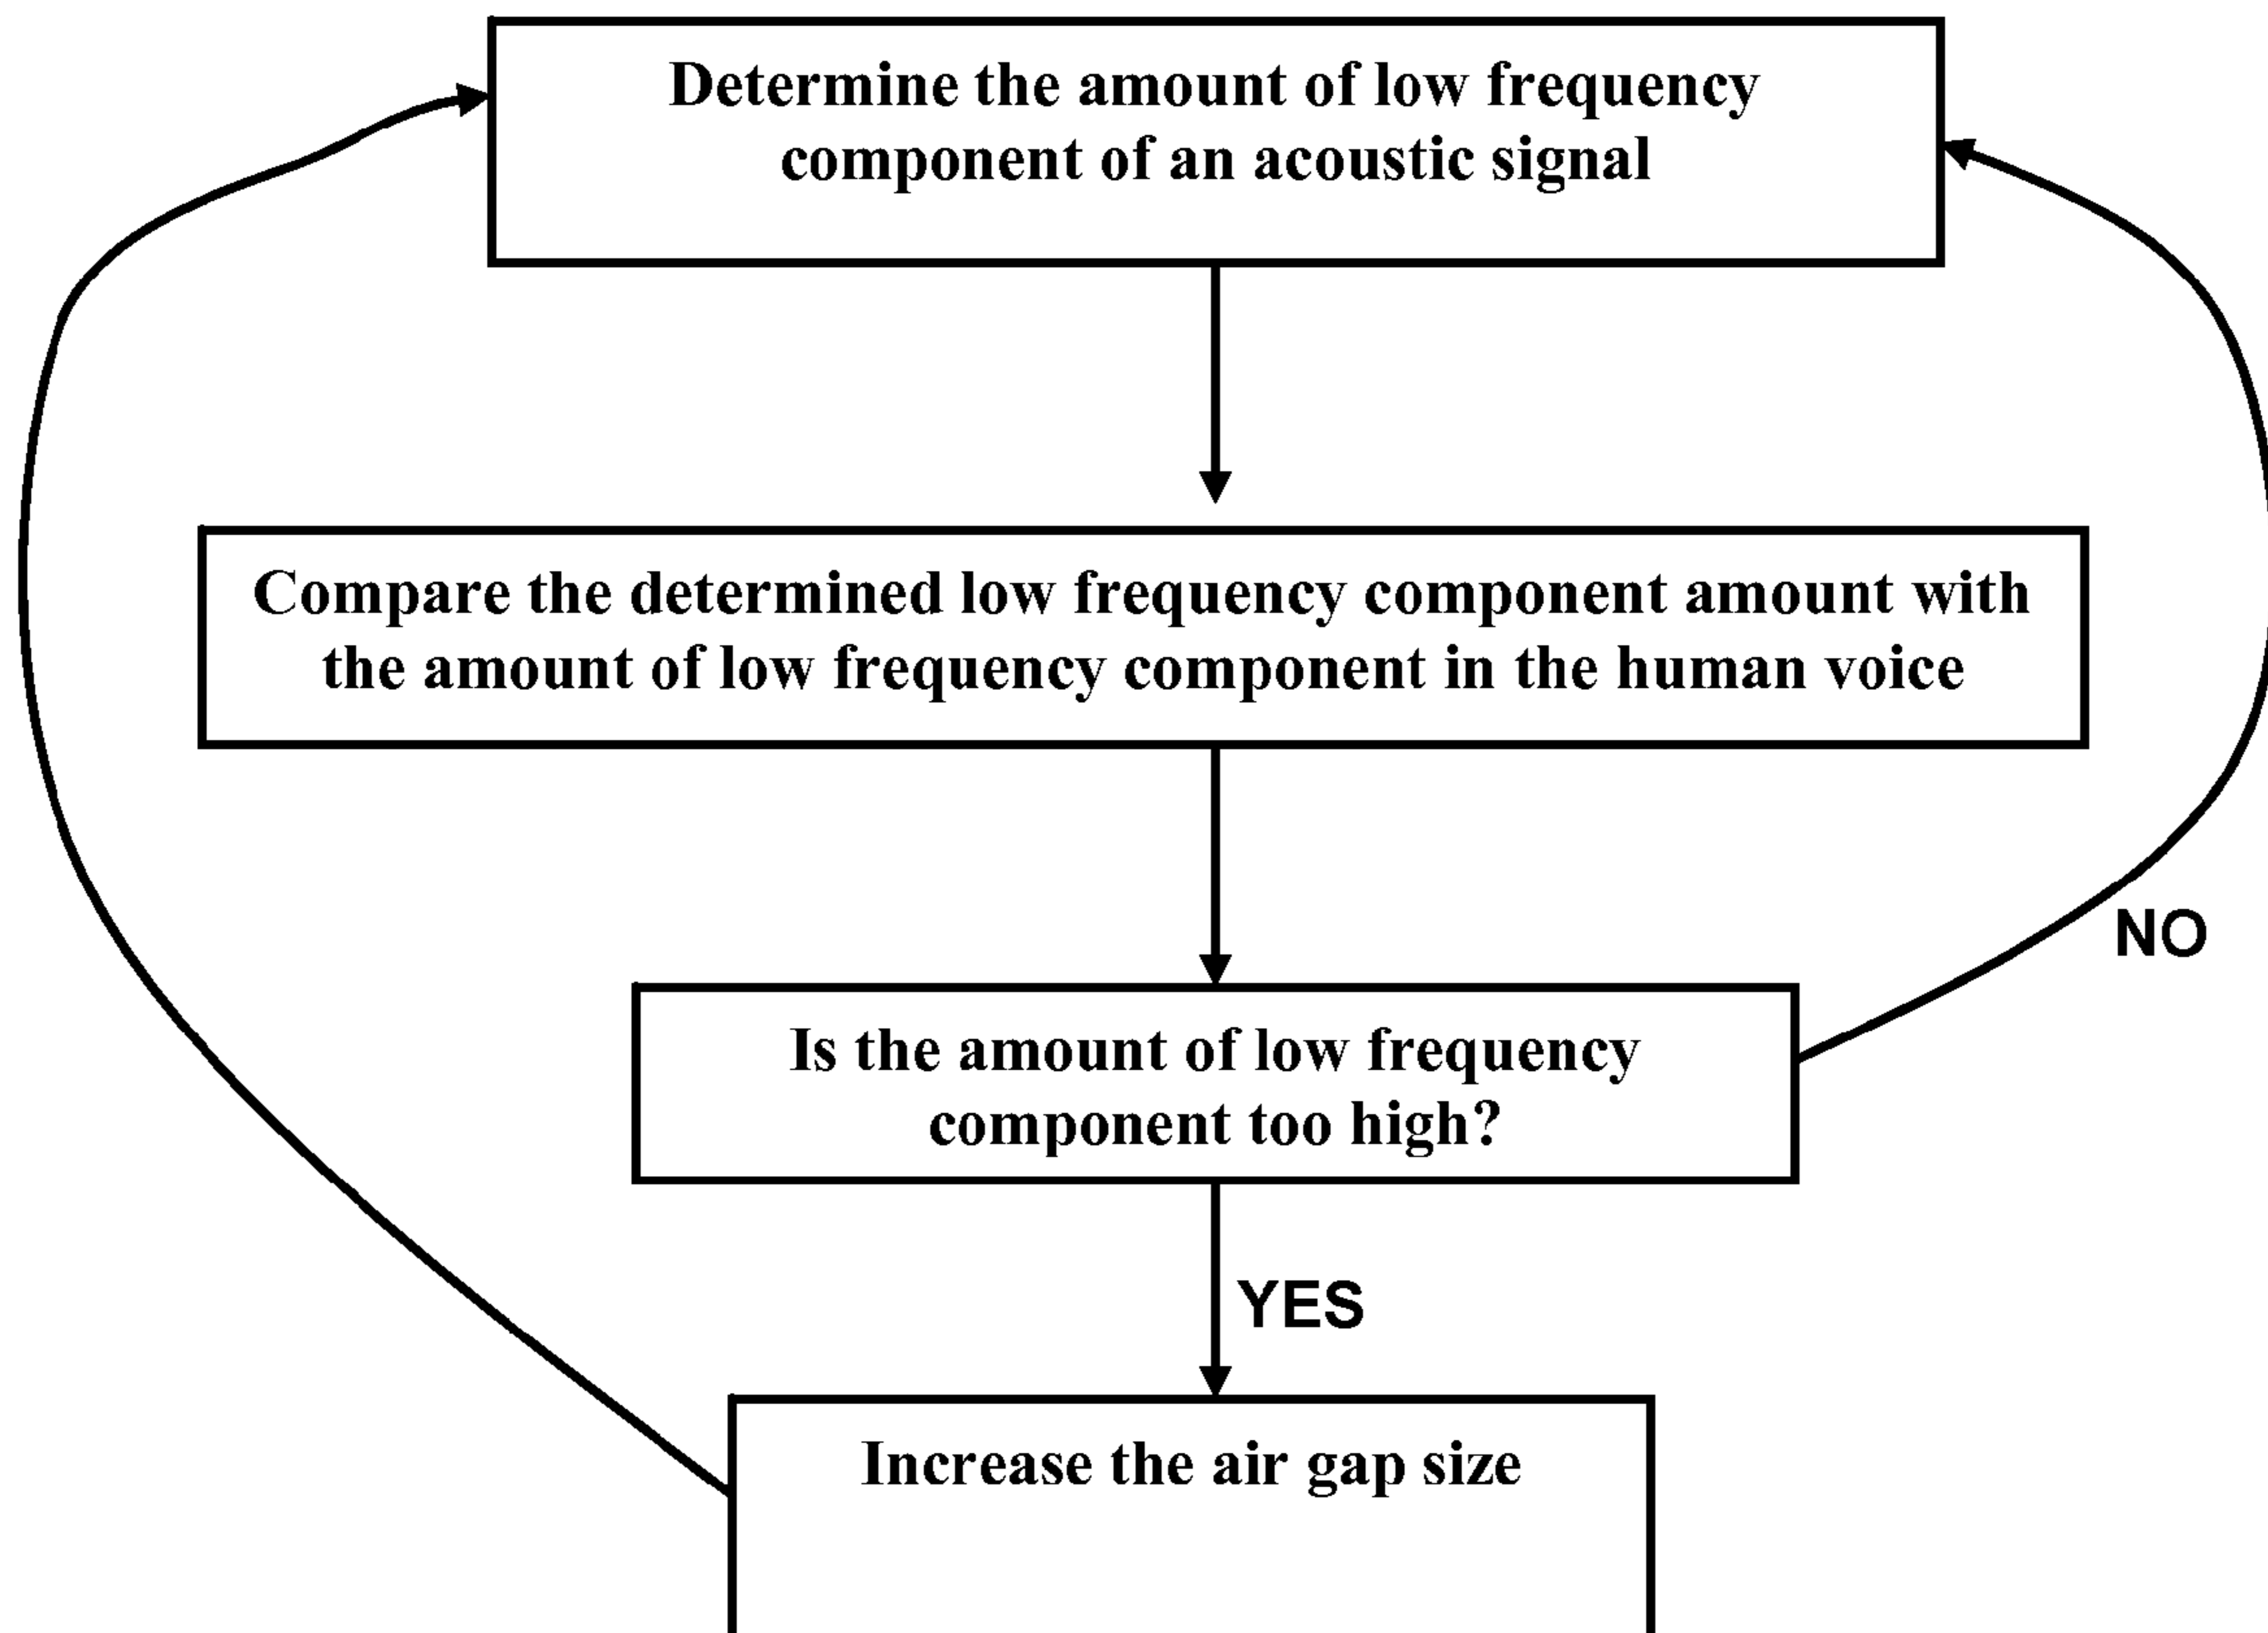 Determine the amount of low frequency
component of an acoustic signal
Compare the determined low frequency component amount with
the amount of low frequency component in the human voice
NO
Is the amount of low frequency
component too high?
YES
Increase the air gap size